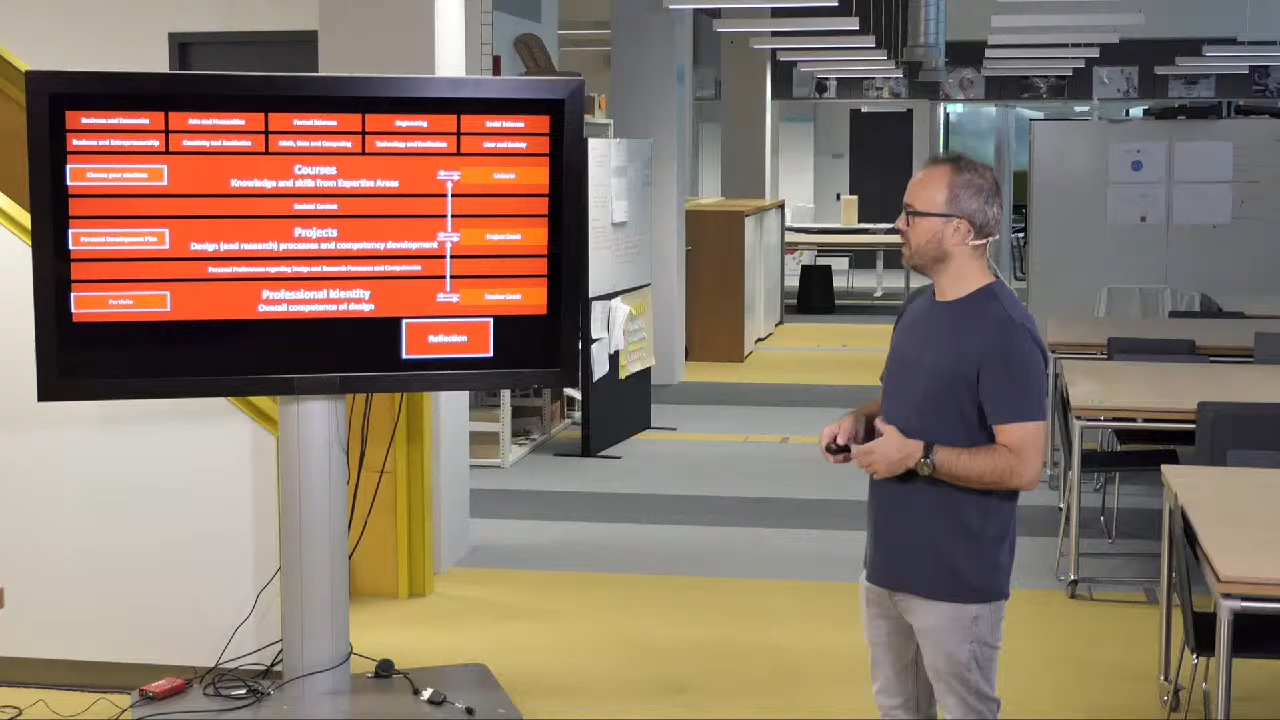 Business and Economics
Arts and Humanities
Formal Sciences
Engineering
Social Sciences
Business and Entrepreneurship
Creativity and Aesthetics
Math, Data and Computing
Technology and Realization
User and Society
Choose your electives
Courses
Knowledge and skills from Expertise Areas
Lecturer
Societal Context
Personal Development Plan
Projects
Design (and research) processes and competency development
Project Coach
Personal Preferences regarding Design and Research Processes and Competencies
Portfolio
Professional Identity
Overall competence of design
Teacher Coach
Reflection